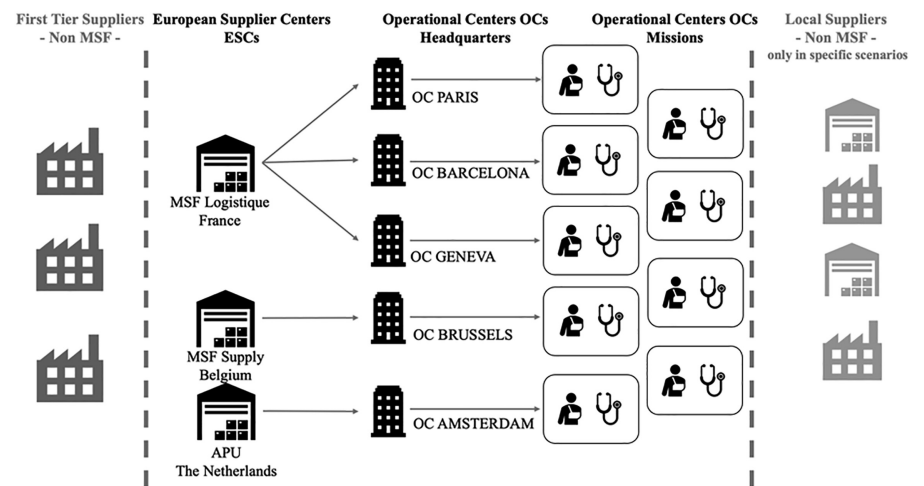 First Tier Suppliers
- Non MSF -
European Supplier Centers
ESCs
Operational Centers OCs
Headquarters
Operational Centers OCs
Missions
Local Suppliers
- Non MSF -
only in specific scenarios
MSF Logistique
France
MSF Supply
Belgium
APU
The Netherlands
OC PARIS
OC BARCELONA
OC GENEVA
OC BRUSSELS
OC AMSTERDAM